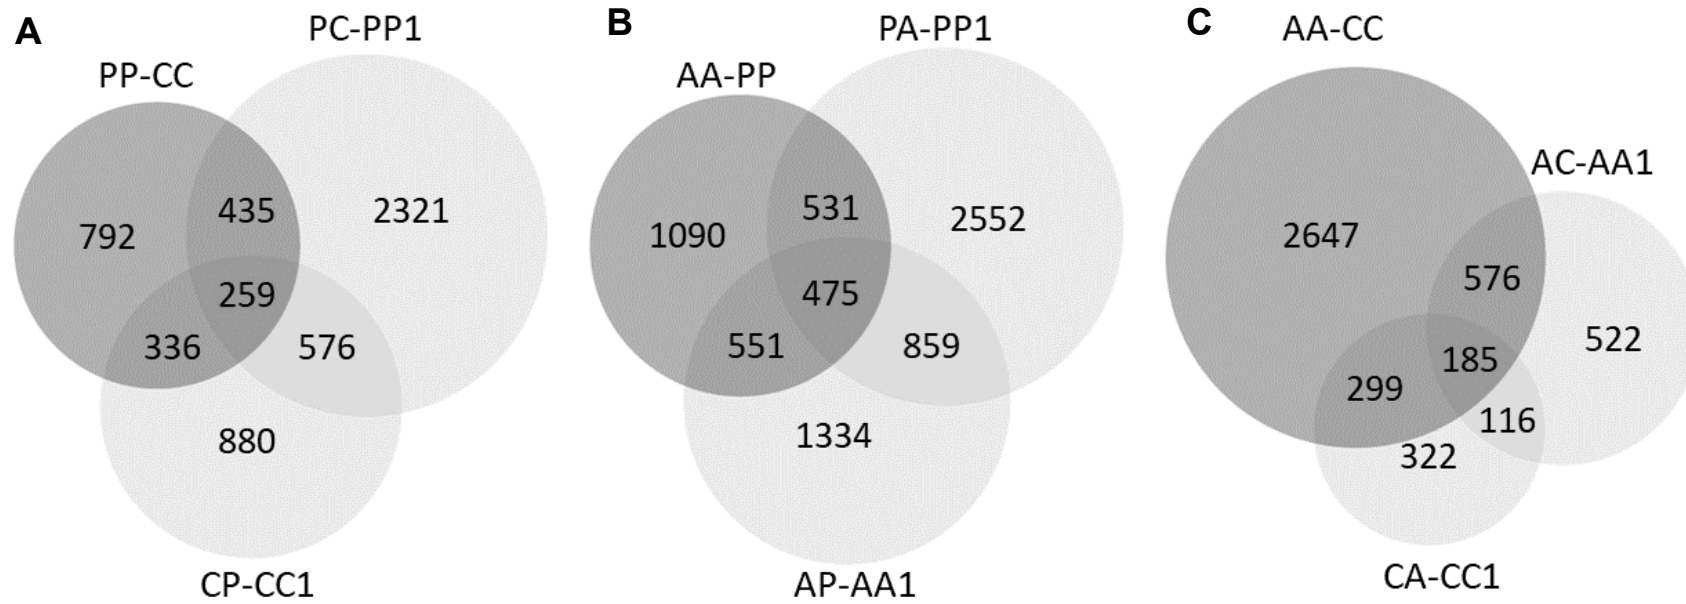 A
PC-PP1
PP-CC
435
2321
792
259
336
576
880
CP-CC1
B
PA-PP1
AA-PP
531
2552
1090
475
551
859
1334
AP-AA1
C
AA-CC
AC-AA1
2647
576
522
185
299
116
322
CA-CC1